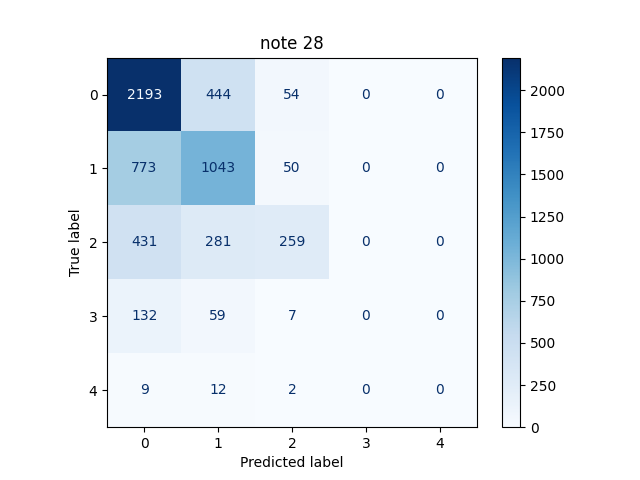 note 28
0 2193 444 54 0 0
1 773 1043 50 0 0
2 431 281 259 0 0
3 132 59 7 0 0
4 9 12 2 0 0
0 1 2 3 4
Predicted label
True label
2000
1750
1500
1250
1000
750
500
250
0